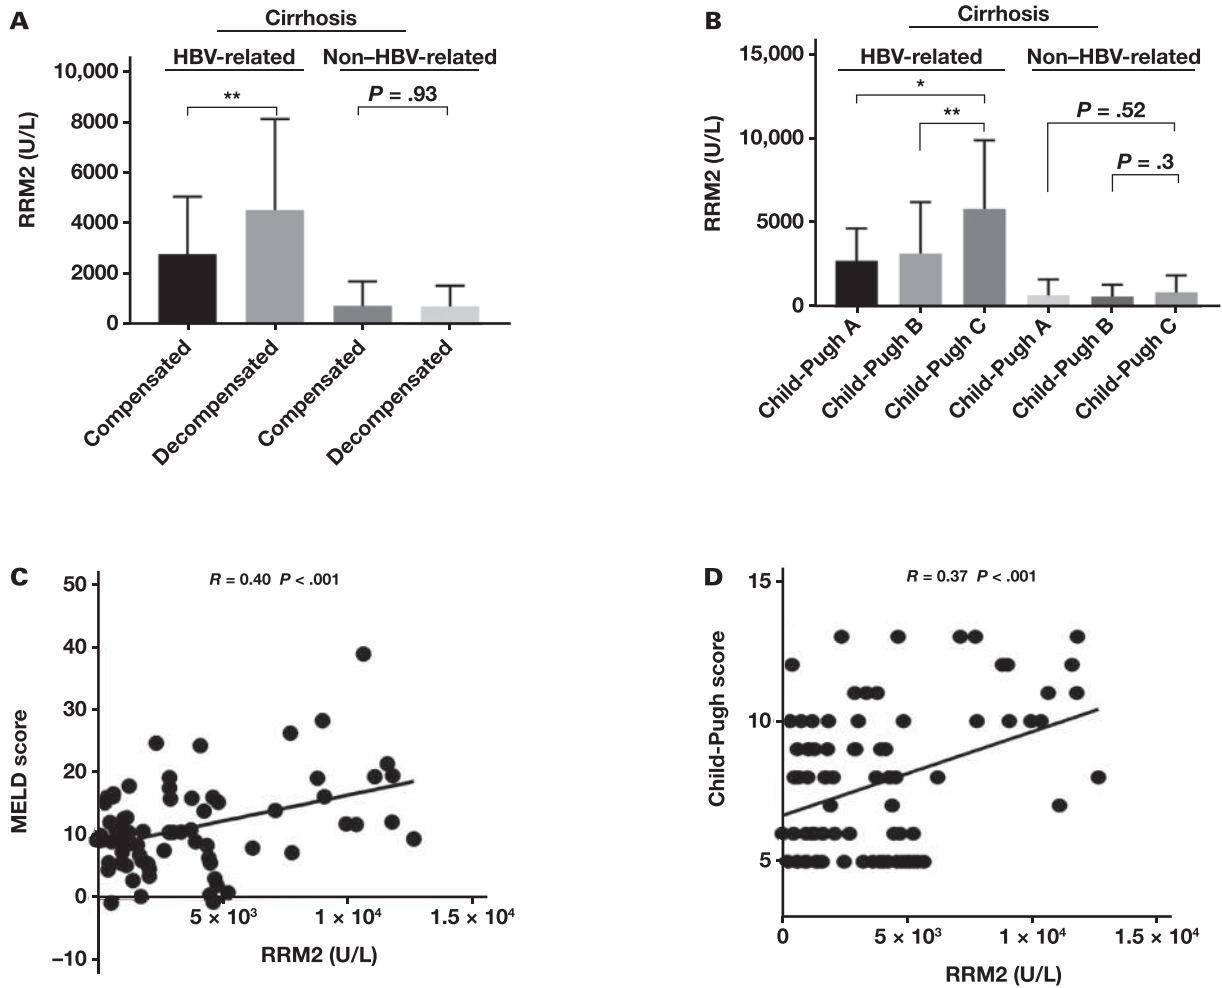 A
Cirrhosis
HBV-related
Non–HBV-related
10,000
8000
6000
4000
2000
0
RRM2 (U/L)
**
P = .93
Compensated
Decompensated
Compensated
Decompensated
B
Cirrhosis
HBV-related
Non–HBV-related
15,000
10,000
5000
0
RRM2 (U/L)
*
**
P = .52
P = .3
Child-Pugh A
Child-Pugh B
Child-Pugh C
Child-Pugh A
Child-Pugh B
Child-Pugh C
C
R = 0.40 P < .001
50
40
30
20
10
0
−10
MELD score
5 × 10³
1 × 10⁴
1.5 × 10⁴
RRM2 (U/L)
D
R = 0.37 P < .001
15
10
5
Child-Pugh score
0
5 × 10³
1 × 10⁴
1.5 × 10⁴
RRM2 (U/L)